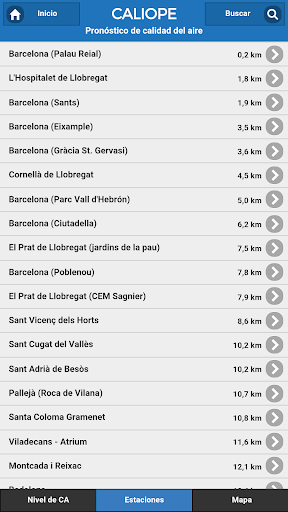 Inicio CALIOPE Buscar
Pronóstico de calidad del aire
Barcelona (Palau Reial) 0,2 km
L'Hospitalet de Llobregat 1,8 km
Barcelona (Sants) 1,9 km
Barcelona (Eixample) 3,5 km
Barcelona (Gràcia St. Gervasi) 3,6 km
Cornellà de Llobregat 4,5 km
Barcelona (Parc Vall d'Hebrón) 5,0 km
Barcelona (Ciutadella) 6,2 km
El Prat de Llobregat (jardins de la pau) 7,5 km
Barcelona (Poblenou) 7,8 km
El Prat de Llobregat (CEM Sagnier) 7,9 km
Sant Vicenç dels Horts 8,6 km
Sant Cugat del Vallès 10,2 km
Sant Adrià de Besòs 10,2 km
Pallejà (Roca de Vilana) 10,7 km
Santa Coloma Gramenet 10,8 km
Viladecans - Atrium 11,6 km
Montcada i Reixac 12,1 km
Nivel de CA Estaciones Mapa